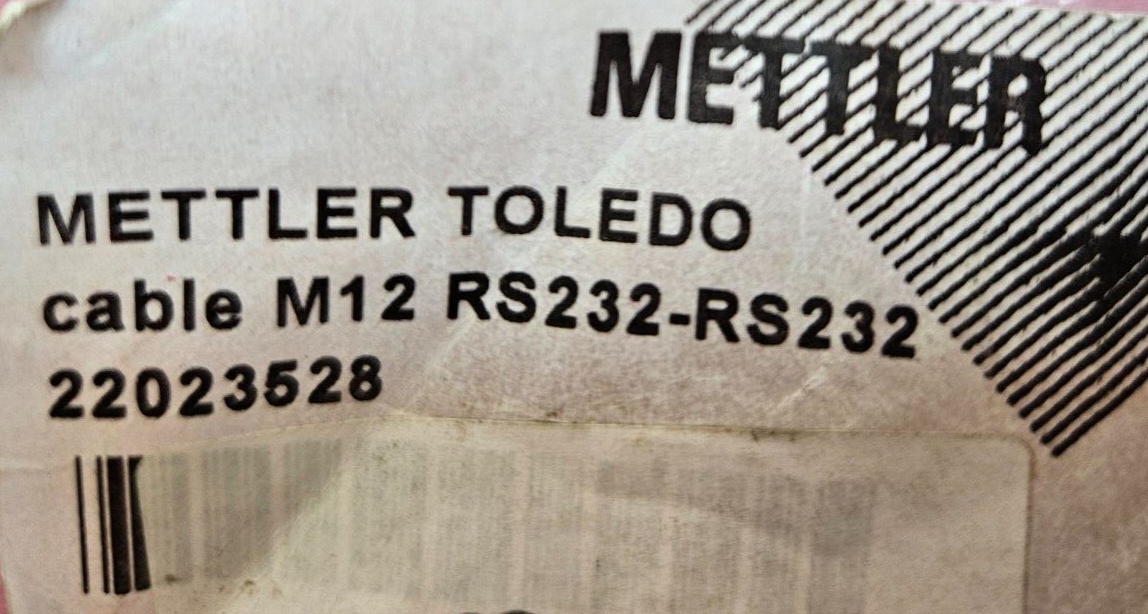 METTLER
METTLER TOLEDO
cable M12 RS232-RS232
22023528